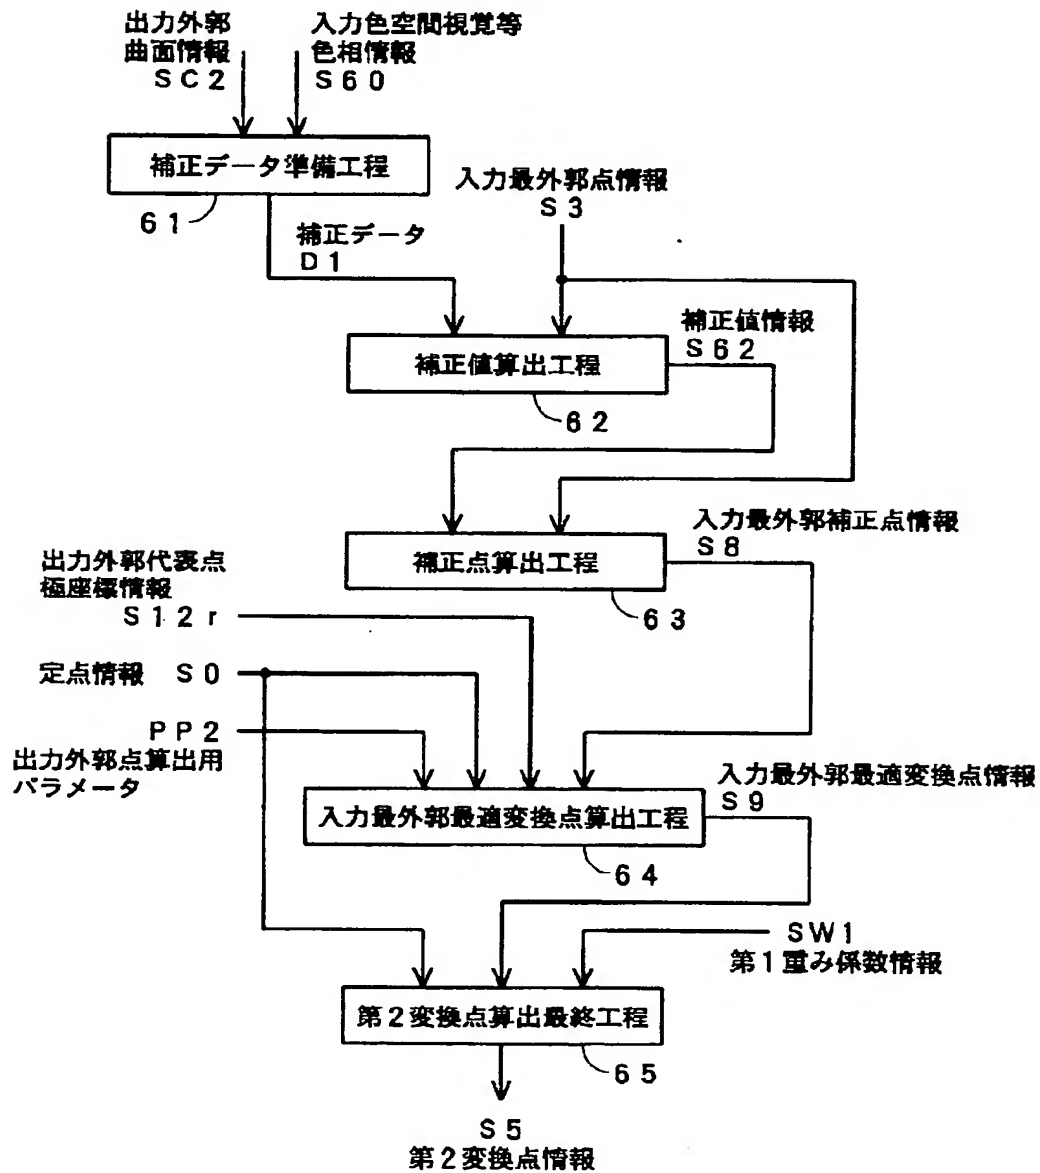 出力外郭
曲面情報
SC2
入力色空間視覚等
色相情報
S60
補正データ準備工程
61
入力最外郭点情報
S3
補正データ
D1
補正値情報
S62
補正値算出工程
62
入力最外郭補正点情報
S8
補正点算出工程
63
出力外郭代表点
極座標情報
S12r
定点情報 S0
PP2
出力外郭点算出用
パラメータ
入力最外郭最適変換点情報
S9
入力最外郭最適変換点算出工程
64
SW1
第1重み係数情報
第2変換点算出最終工程
65
S5
第2変換点情報